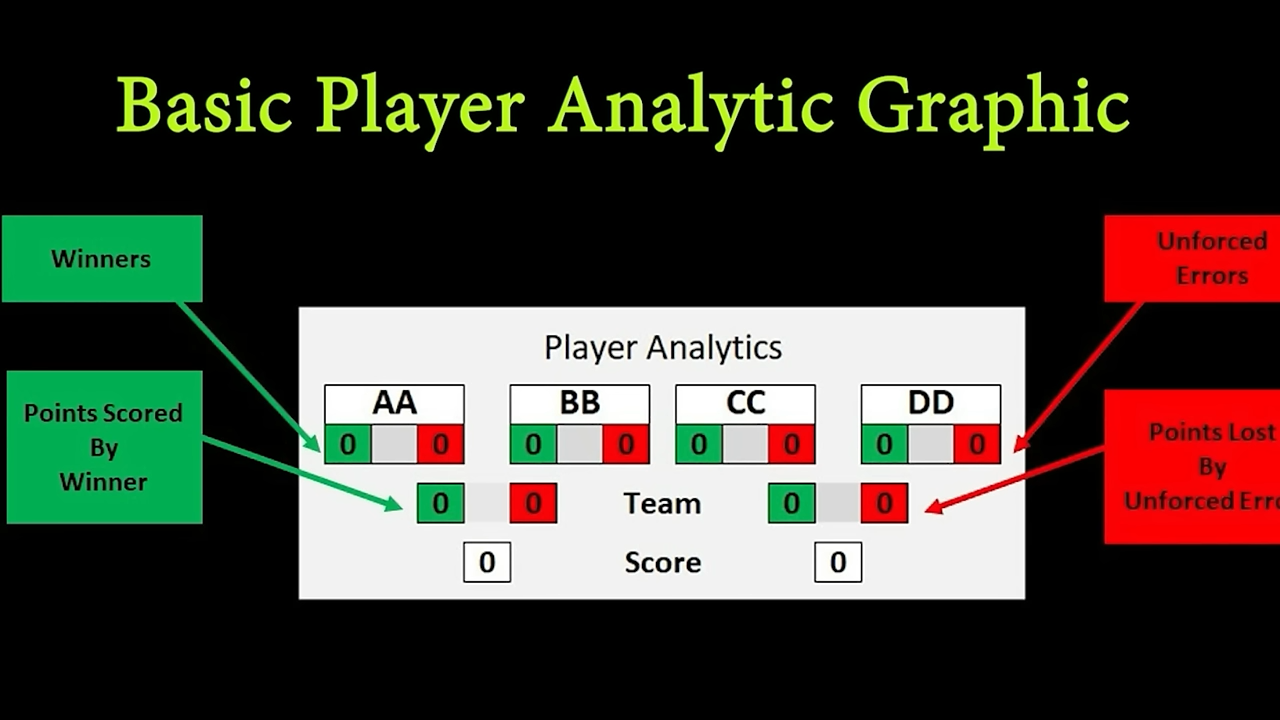 Basic Player Analytic Graphic
Winners
Unforced
Errors
Points Scored
By
Winner
Player Analytics
AA BB CC DD
0 0 0 0 0 0 0 0
0 0 Team 0 0
0 Score 0
Points Lost
By
Unforced